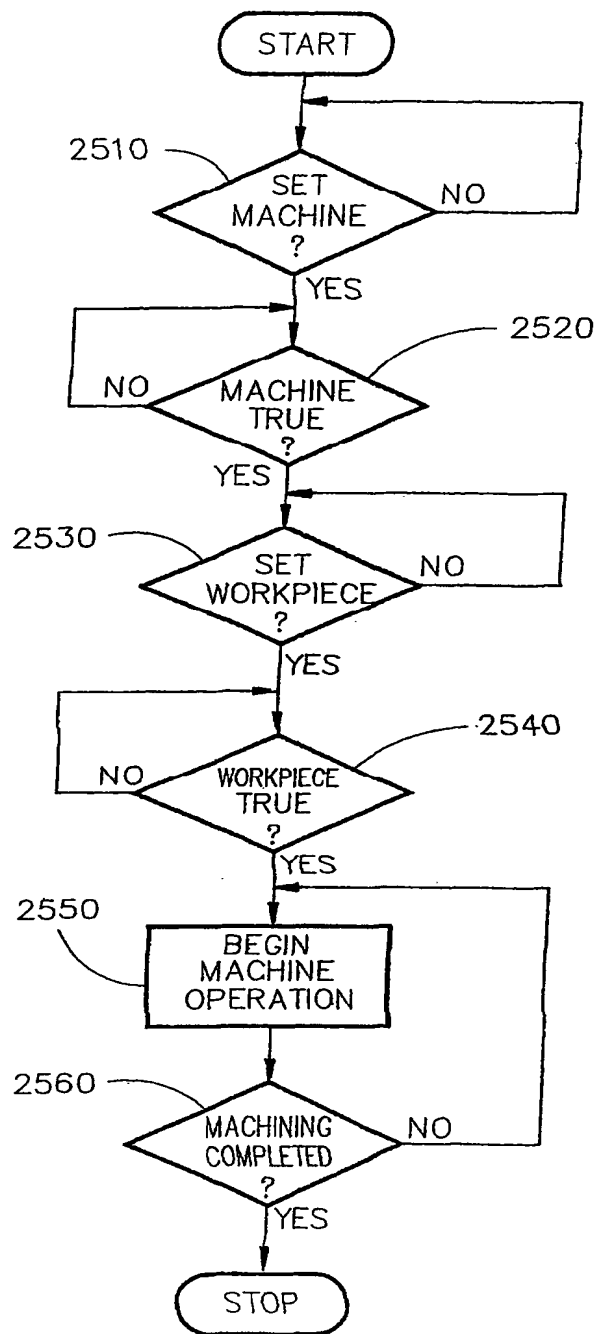 START
2510
SET
MACHINE
?
NO
YES
2520
NO
MACHINE
TRUE
?
YES
2530
SET
WORKPIECE
?
NO
YES
2540
NO
WORKPIECE
TRUE
?
YES
2550
BEGIN
MACHINE
OPERATION
2560
MACHINING
COMPLETED
?
NO
YES
STOP